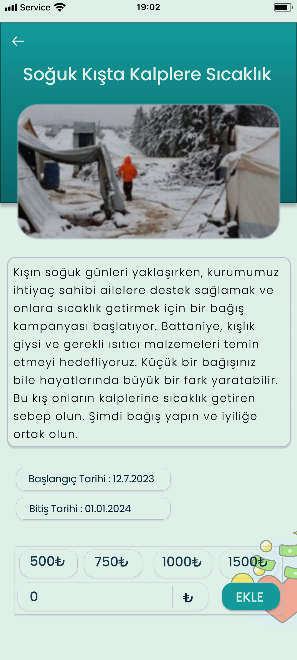 Service 19:02
Soğuk Kışta Kalplere Sıcaklık
Kışın soğuk günleri yaklaşırken, kurumumuz
ihtiyaç sahibi ailelere destek sağlamak ve
onlara sıcaklık getirmek için bir bağış
kampanyası başlatıyor. Battaniye, kışlık
giysi ve gerekli ısıtıcı malzemeleri temin
etmeyi hedefliyoruz. Küçük bir bağışınız
bile hayatlarında büyük bir fark yaratabilir.
Bu kış onların kalplerine sıcaklık getiren
sebep olun. Şimdi bağış yapın ve iyiliğe
ortak olun.
Başlangıç Tarihi : 12.7.2023
Bitiş Tarihi : 01.01.2024
500₺ 750₺ 1000₺ 1500₺
0 ₺ EKLE